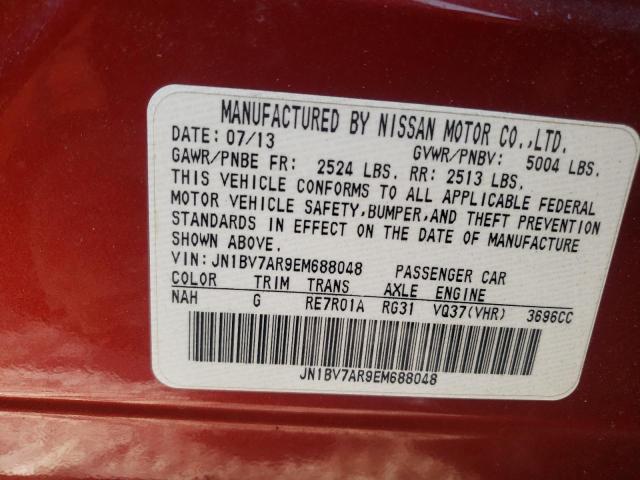 MANUFACTURED BY NISSAN MOTOR CO.,LTD.
DATE: 07/13 GVWR/PNBV: 5004 LBS.
GAWR/PNBE FR: 2524 LBS. RR: 2513 LBS.
THIS VEHICLE CONFORMS TO ALL APPLICABLE FEDERAL
MOTOR VEHICLE SAFETY,BUMPER,AND THEFT PREVENTION
STANDARDS IN EFFECT ON THE DATE OF MANUFACTURE
SHOWN ABOVE.
VIN:JN1BV7AR9EM688048 PASSENGER CAR
COLOR TRIM TRANS AXLE ENGINE
NAH G RE7R01A RG31 VQ37(VHR) 3696CC
JN1BV7AR9EM688048